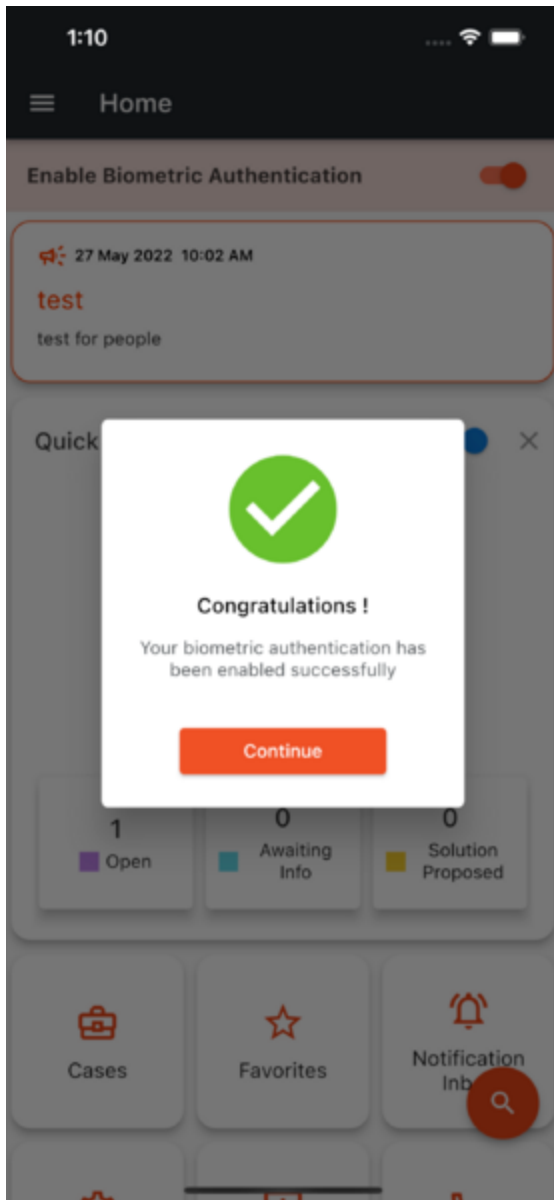 1:10
Home
Enable Biometric Authentication
27 May 2022 10:02 AM
test
test for people
Quick
Congratulations !
Your biometric authentication has
been enabled successfully
Continue
1
Open
0
Awaiting
Info
0
Solution
Proposed
Cases
Favorites
Notification
Inb